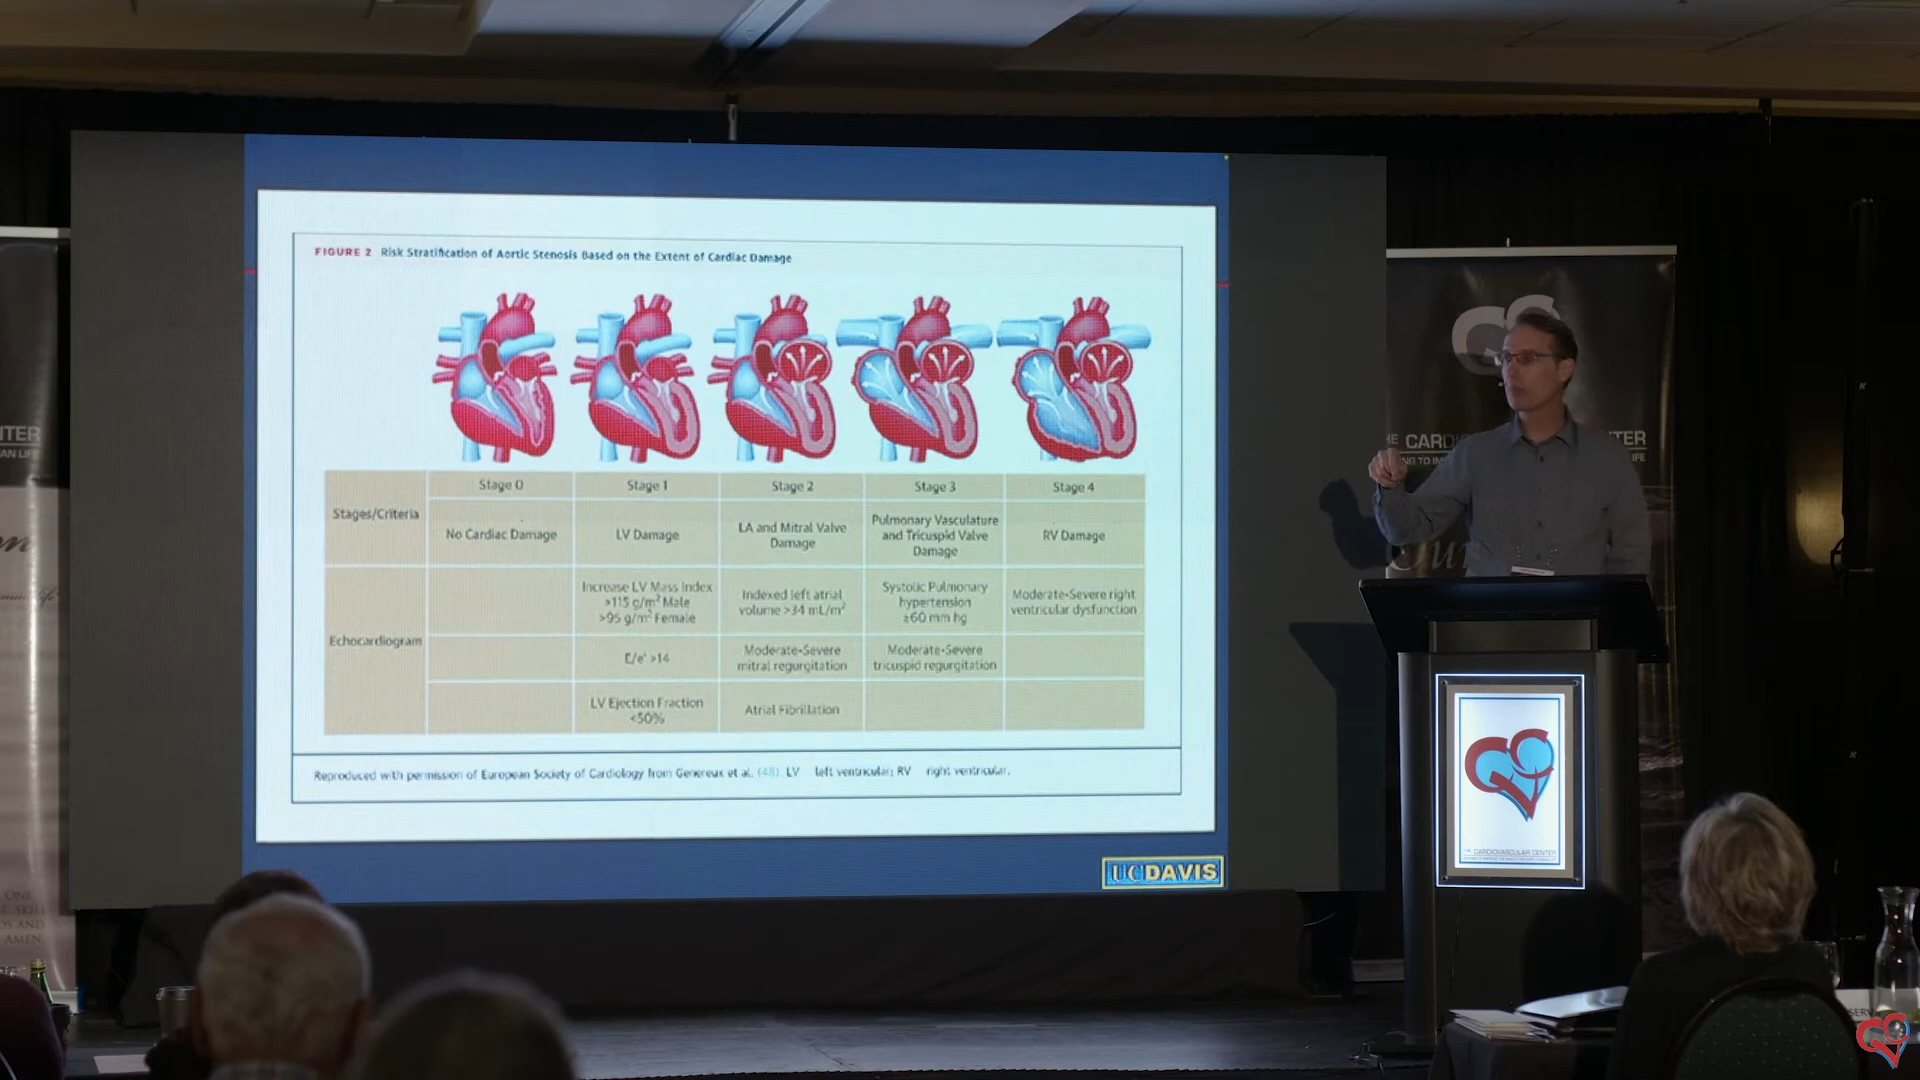 FIGURE 2 Risk Stratification of Aortic Stenosis Based on the Extent of Cardiac Damage
Stages/Criteria
Stage 0
Stage 1
Stage 2
Stage 3
Stage 4
No Cardiac Damage
LV Damage
LA and Mitral Valve
Damage
Pulmonary Vasculature
and Tricuspid Valve
Damage
RV Damage
Echocardiogram
Increase LV Mass Index
>115 g/m² Male
>95 g/m² Female
Indexed left atrial
volume >34 mL/m²
Systolic Pulmonary
hypertension
≥60 mm hg
Moderate-Severe right
ventricular dysfunction
E/e' >14
Moderate-Severe
mitral regurgitation
Moderate-Severe
tricuspid regurgitation
LV Ejection Fraction
<50%
Atrial Fibrillation
Reproduced with permission of European Society of Cardiology from Genereux et al. (48). LV left ventricular; RV right ventricular.
UCDAVIS
THE CARDIOVASCULAR CENTER
ONE
AMEN